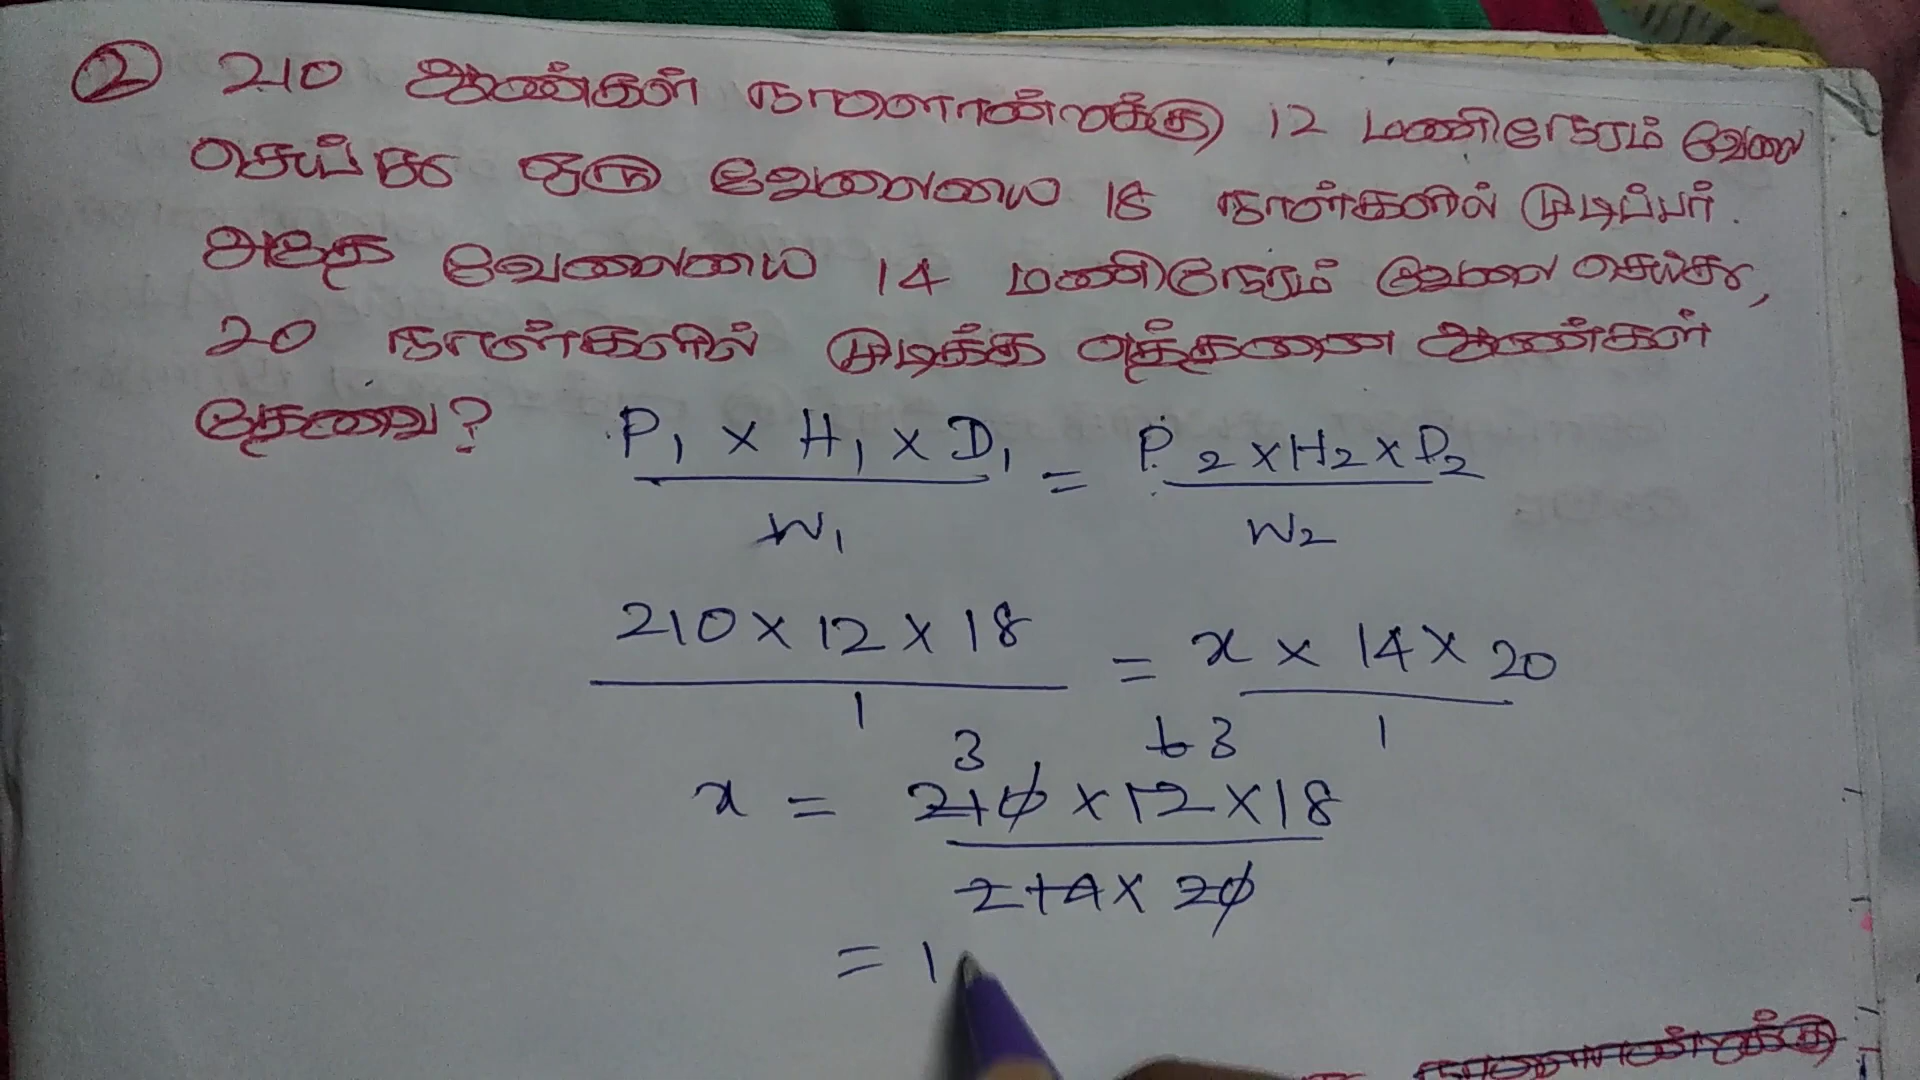 ② 210 ஆண்கள் நாளொன்றுக்கு 12 மணிநேரம் வேலை
செய்து ஒரு வேலையை 18 நாள்களில் முடிப்பர்.
அதே வேலையை 14 மணிநேரம் வேலை செய்து,
20 நாள்களில் முடிக்க எத்தனை ஆண்கள்
தேவை?
P₁ × H₁ × D₁ = P₂ × H₂ × D₂
W₁ W₂
210 × 12 × 18 = x × 14 × 20
1 1
3 6 3
x = 210 × 12 × 18
2 14 × 20
= 1